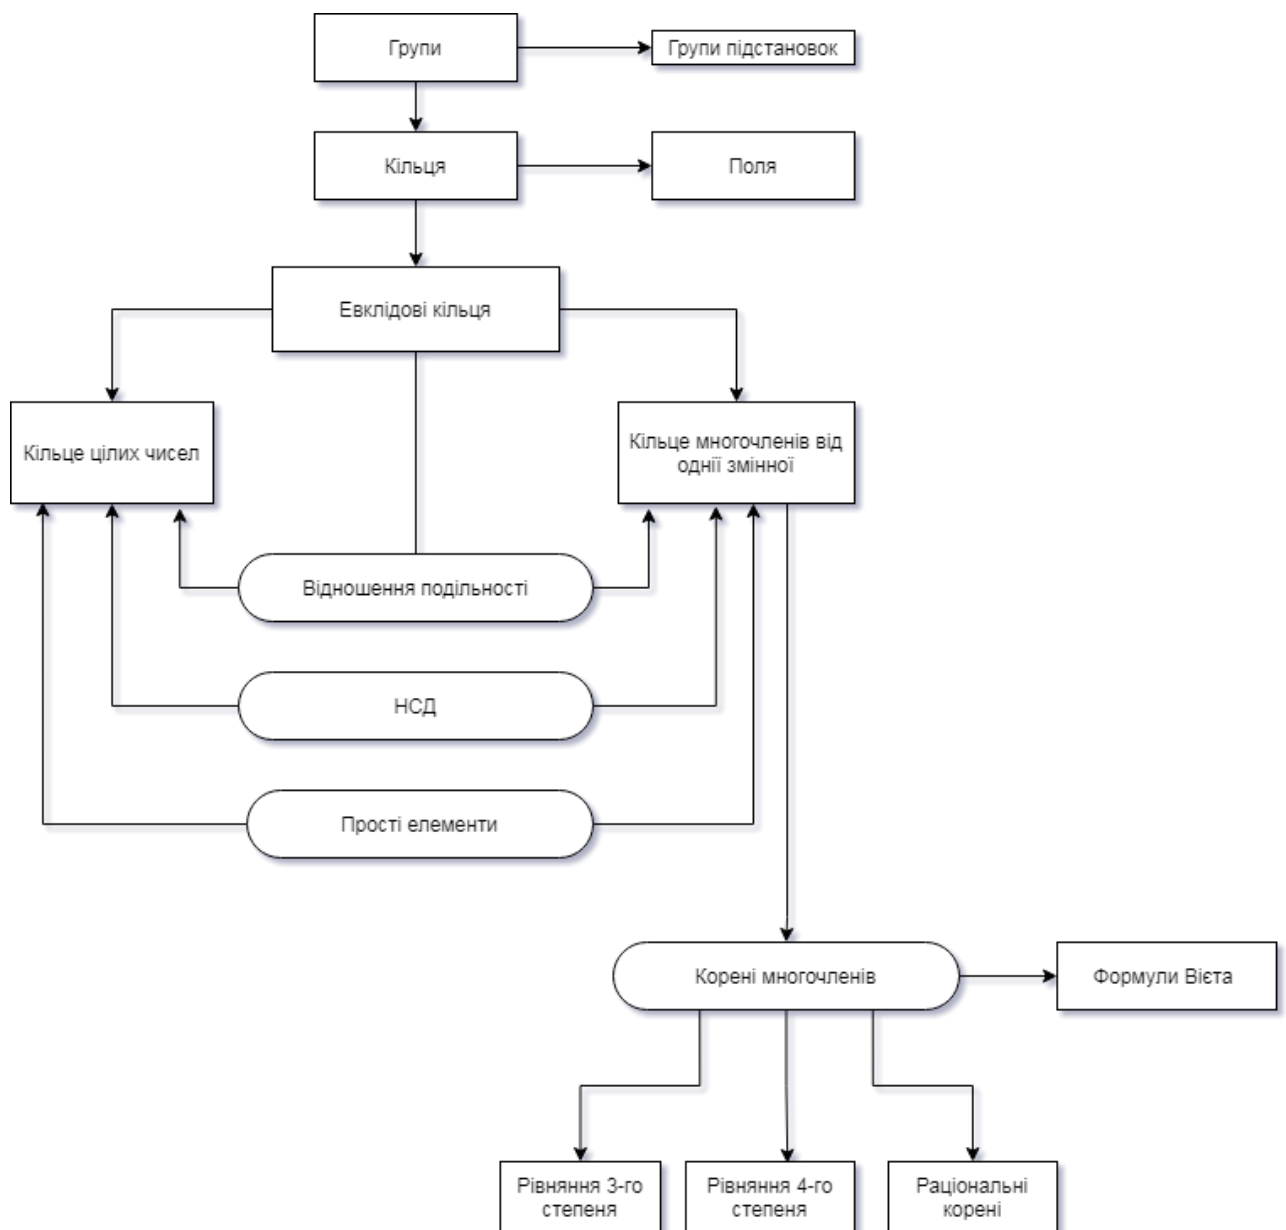 Групи
Групи підстановок
Кільця
Поля
Евклідові кільця
Кільце цілих чисел
Кільце многочленів від
однії змінної
Відношення подільності
НСД
Прості елементи
Корені многочленів
Формули Вієта
Рівняння 3-го
степеня
Рівняння 4-го
степеня
Раціональні
корені